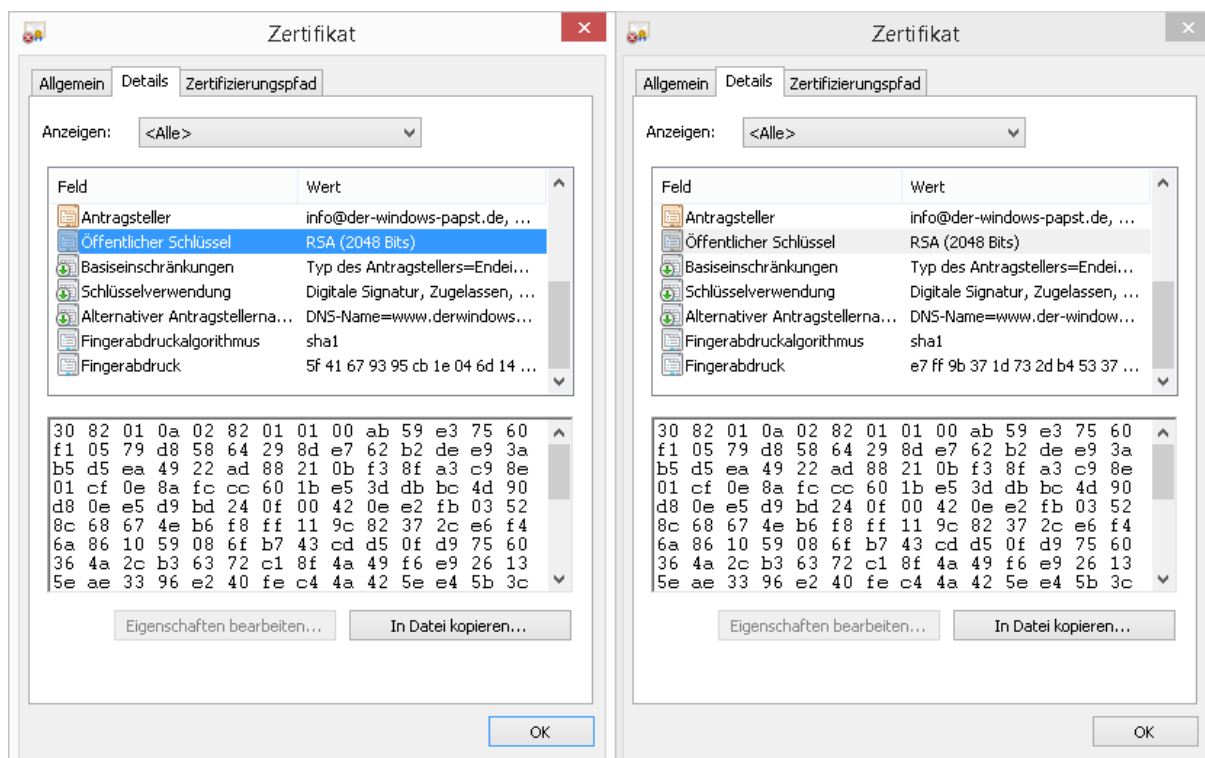 Zertifikat
Allgemein Details Zertifizierungspfad
Anzeigen: <Alle>
Feld Wert
Antragsteller info@der-windows-papst.de, ...
Öffentlicher Schlüssel RSA (2048 Bits)
Basiseinschränkungen Typ des Antragstellers=Endei...
Schlüsselverwendung Digitale Signatur, Zugelassen, ...
Alternativer Antragstellerna... DNS-Name=www.derwindows...
Fingerabdruckalgorithmus sha1
Fingerabdruck 5f 41 67 93 95 cb 1e 04 6d 14 ...
30 82 01 0a 02 82 01 01 00 ab 59 e3 75 60
f1 05 79 d8 58 64 29 8d e7 62 b2 de e9 3a
b5 d5 ea 49 22 ad 88 21 0b f3 8f a3 c9 8e
01 cf 0e 8a fc cc 60 1b e5 3d db bc 4d 90
d8 0e e5 d9 bd 24 0f 00 42 0e e2 fb 03 52
8c 68 67 4e b6 f8 ff 11 9c 82 37 2c e6 f4
6a 86 10 59 08 6f b7 43 cd d5 0f d9 75 60
36 4a 2c b3 63 72 c1 8f 4a 49 f6 e9 26 13
5e ae 33 96 e2 40 fe c4 4a 42 5e e4 5b 3c
Eigenschaften bearbeiten... In Datei kopieren...
OK
Zertifikat
Allgemein Details Zertifizierungspfad
Anzeigen: <Alle>
Feld Wert
Antragsteller info@der-windows-papst.de, ...
Öffentlicher Schlüssel RSA (2048 Bits)
Basiseinschränkungen Typ des Antragstellers=Endei...
Schlüsselverwendung Digitale Signatur, Zugelassen, ...
Alternativer Antragstellerna... DNS-Name=www.der-window...
Fingerabdruckalgorithmus sha1
Fingerabdruck e7 ff 9b 37 1d 73 2d b4 53 37 ...
30 82 01 0a 02 82 01 01 00 ab 59 e3 75 60
f1 05 79 d8 58 64 29 8d e7 62 b2 de e9 3a
b5 d5 ea 49 22 ad 88 21 0b f3 8f a3 c9 8e
01 cf 0e 8a fc cc 60 1b e5 3d db bc 4d 90
d8 0e e5 d9 bd 24 0f 00 42 0e e2 fb 03 52
8c 68 67 4e b6 f8 ff 11 9c 82 37 2c e6 f4
6a 86 10 59 08 6f b7 43 cd d5 0f d9 75 60
36 4a 2c b3 63 72 c1 8f 4a 49 f6 e9 26 13
5e ae 33 96 e2 40 fe c4 4a 42 5e e4 5b 3c
Eigenschaften bearbeiten... In Datei kopieren...
OK